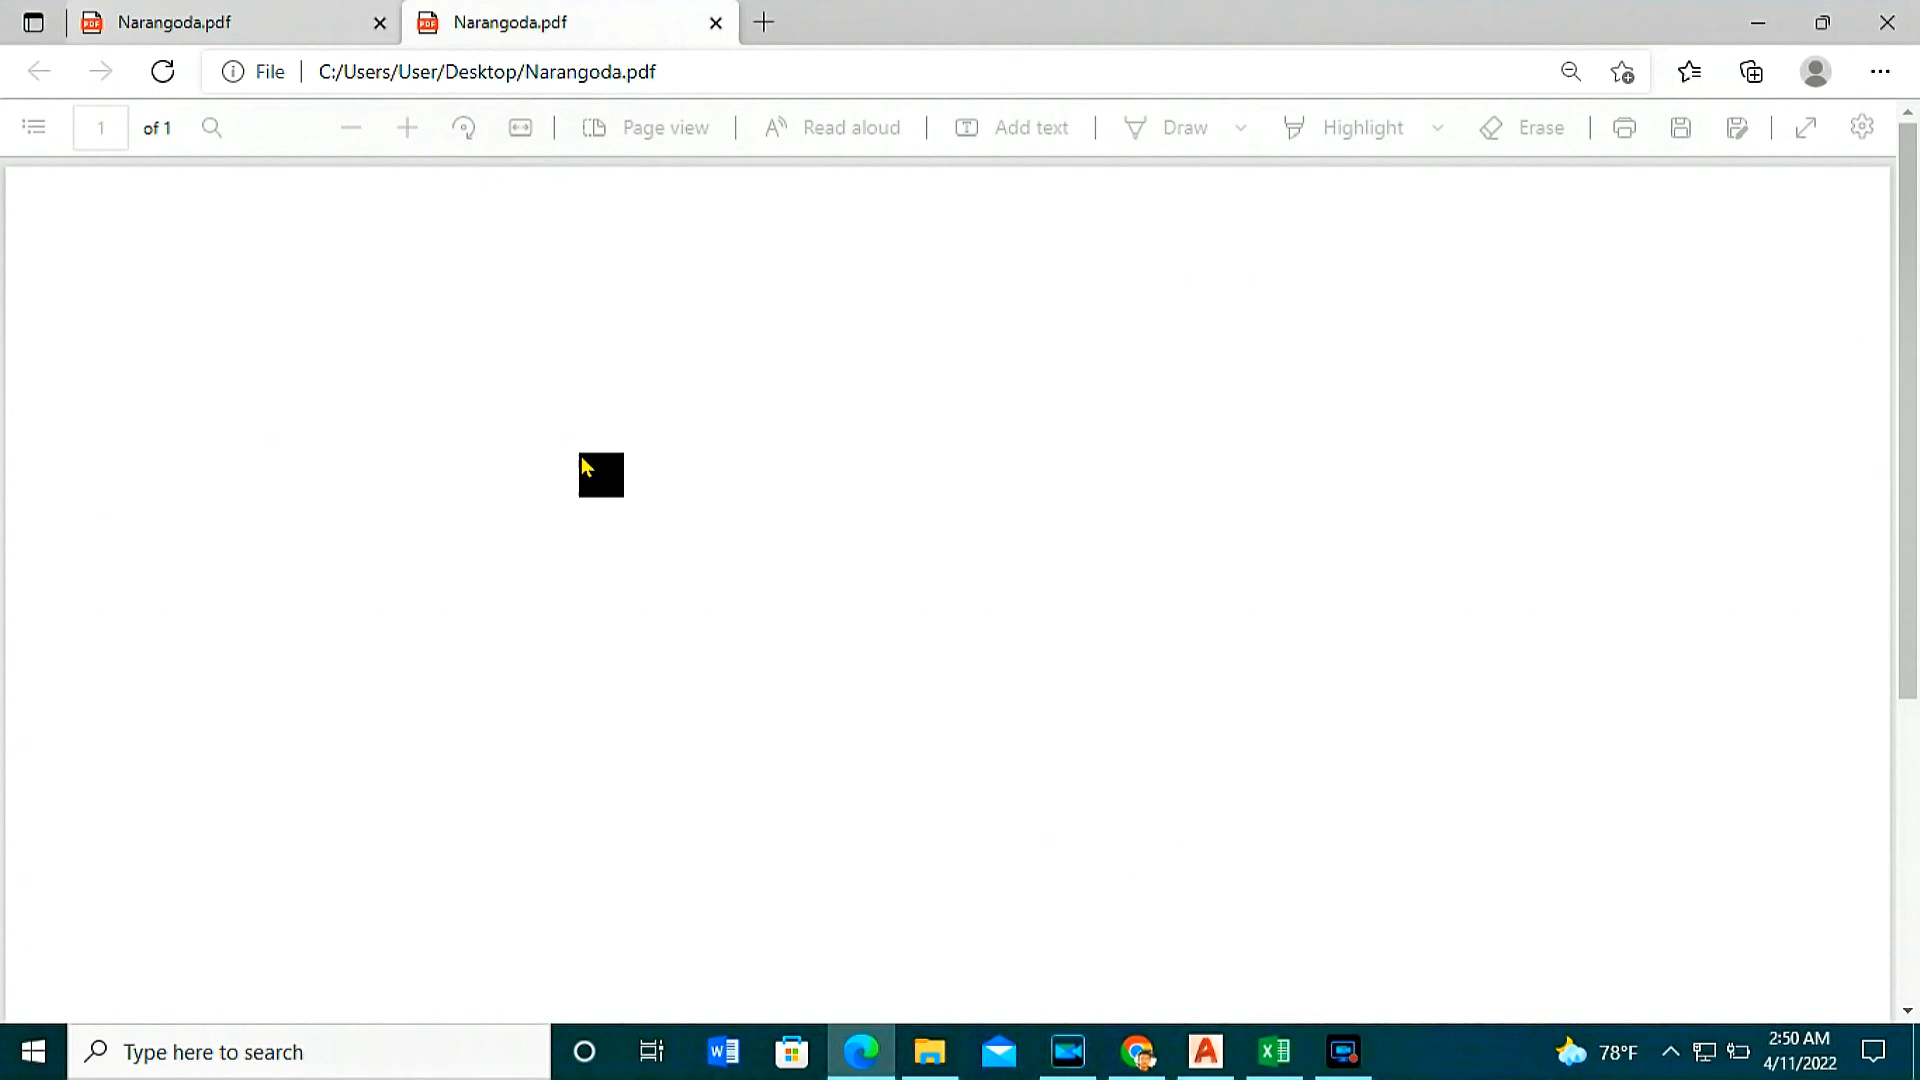 Narangoda.pdf
Narangoda.pdf
File
C:/Users/User/Desktop/Narangoda.pdf
1 of 1
Page view
Read aloud
Add text
Draw
Highlight
Erase
Type here to search
78°F
2:50 AM
4/11/2022